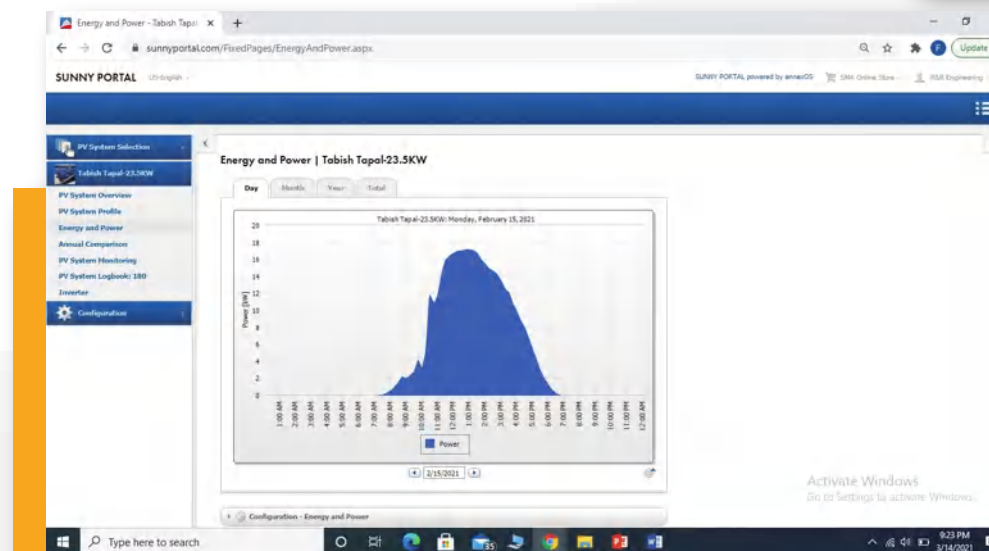 Energy and Power - Tabish Tapal
sunnyportal.com/FixedPages/EnergyAndPower.aspx
Update
SUNNY PORTAL
US-English
SUNNY PORTAL powered by ennexOS
SMA Online Store
R&R Engineering
PV System Selection
Tabish Tapal-23.5KW
PV System Overview
PV System Profile
Energy and Power
Annual Comparison
PV System Monitoring
PV System Logbook: 180
Inverter
Configuration
Energy and Power | Tabish Tapal-23.5KW
Day Month Year Total
Tabish Tapal-23.5KW: Monday, February 15, 2021
Power [kW]
20
18
16
14
12
10
8
6
4
2
0
1:00 AM 2:00 AM 3:00 AM 4:00 AM 5:00 AM 6:00 AM 7:00 AM 8:00 AM 9:00 AM 10:00 AM 11:00 AM 12:00 PM 1:00 PM 2:00 PM 3:00 PM 4:00 PM 5:00 PM 6:00 PM 7:00 PM 8:00 PM 9:00 PM 10:00 PM 11:00 PM 12:00 AM
Power
2/15/2021
Configuration - Energy and Power
Activate Windows
Go to Settings to activate Windows.
Type here to search
35
9:23 PM
3/14/2021